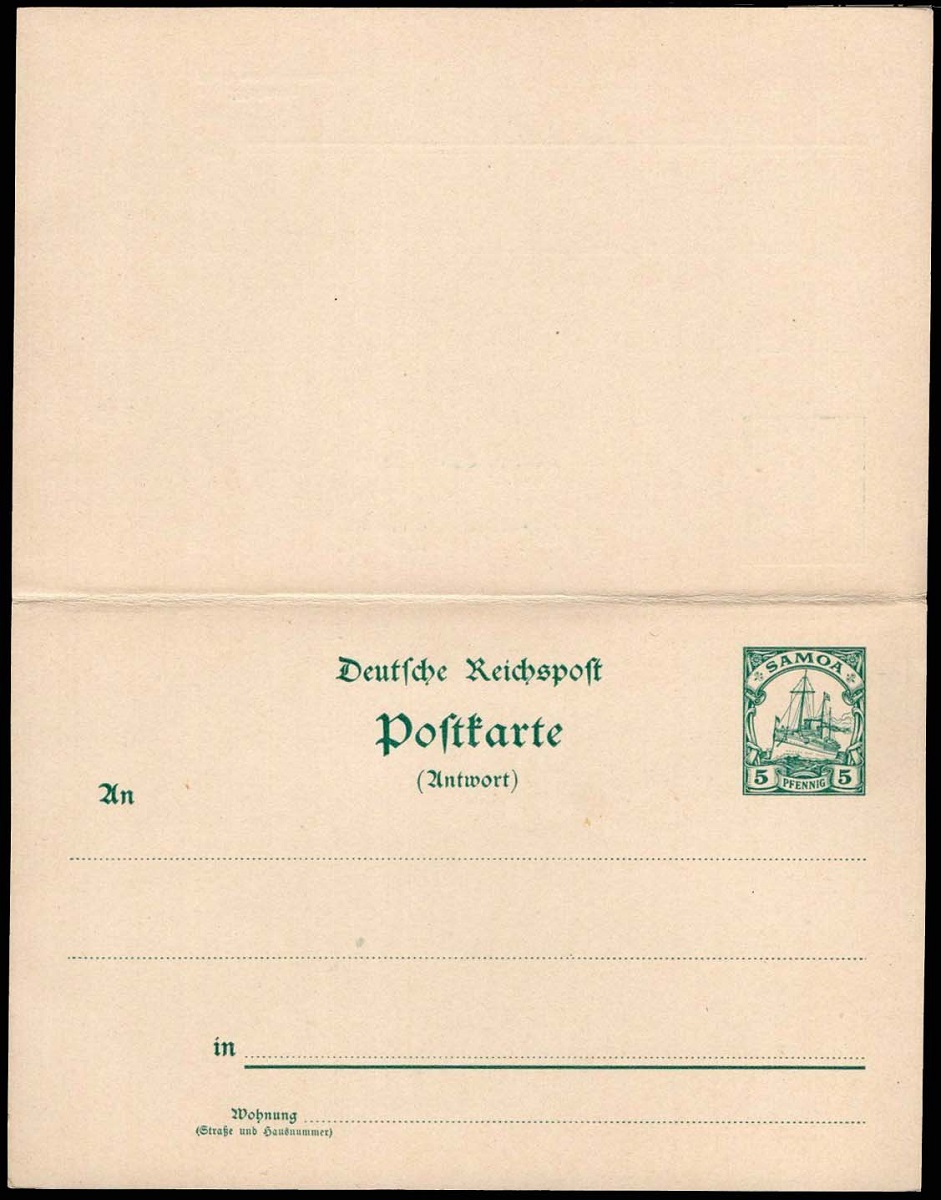 Deutſche Reichspoſt
Poſtkarte
(Antwort)
SAMOA
5 PFENNIG 5
An
in
Wohnung
(Straße und Hausnummer)